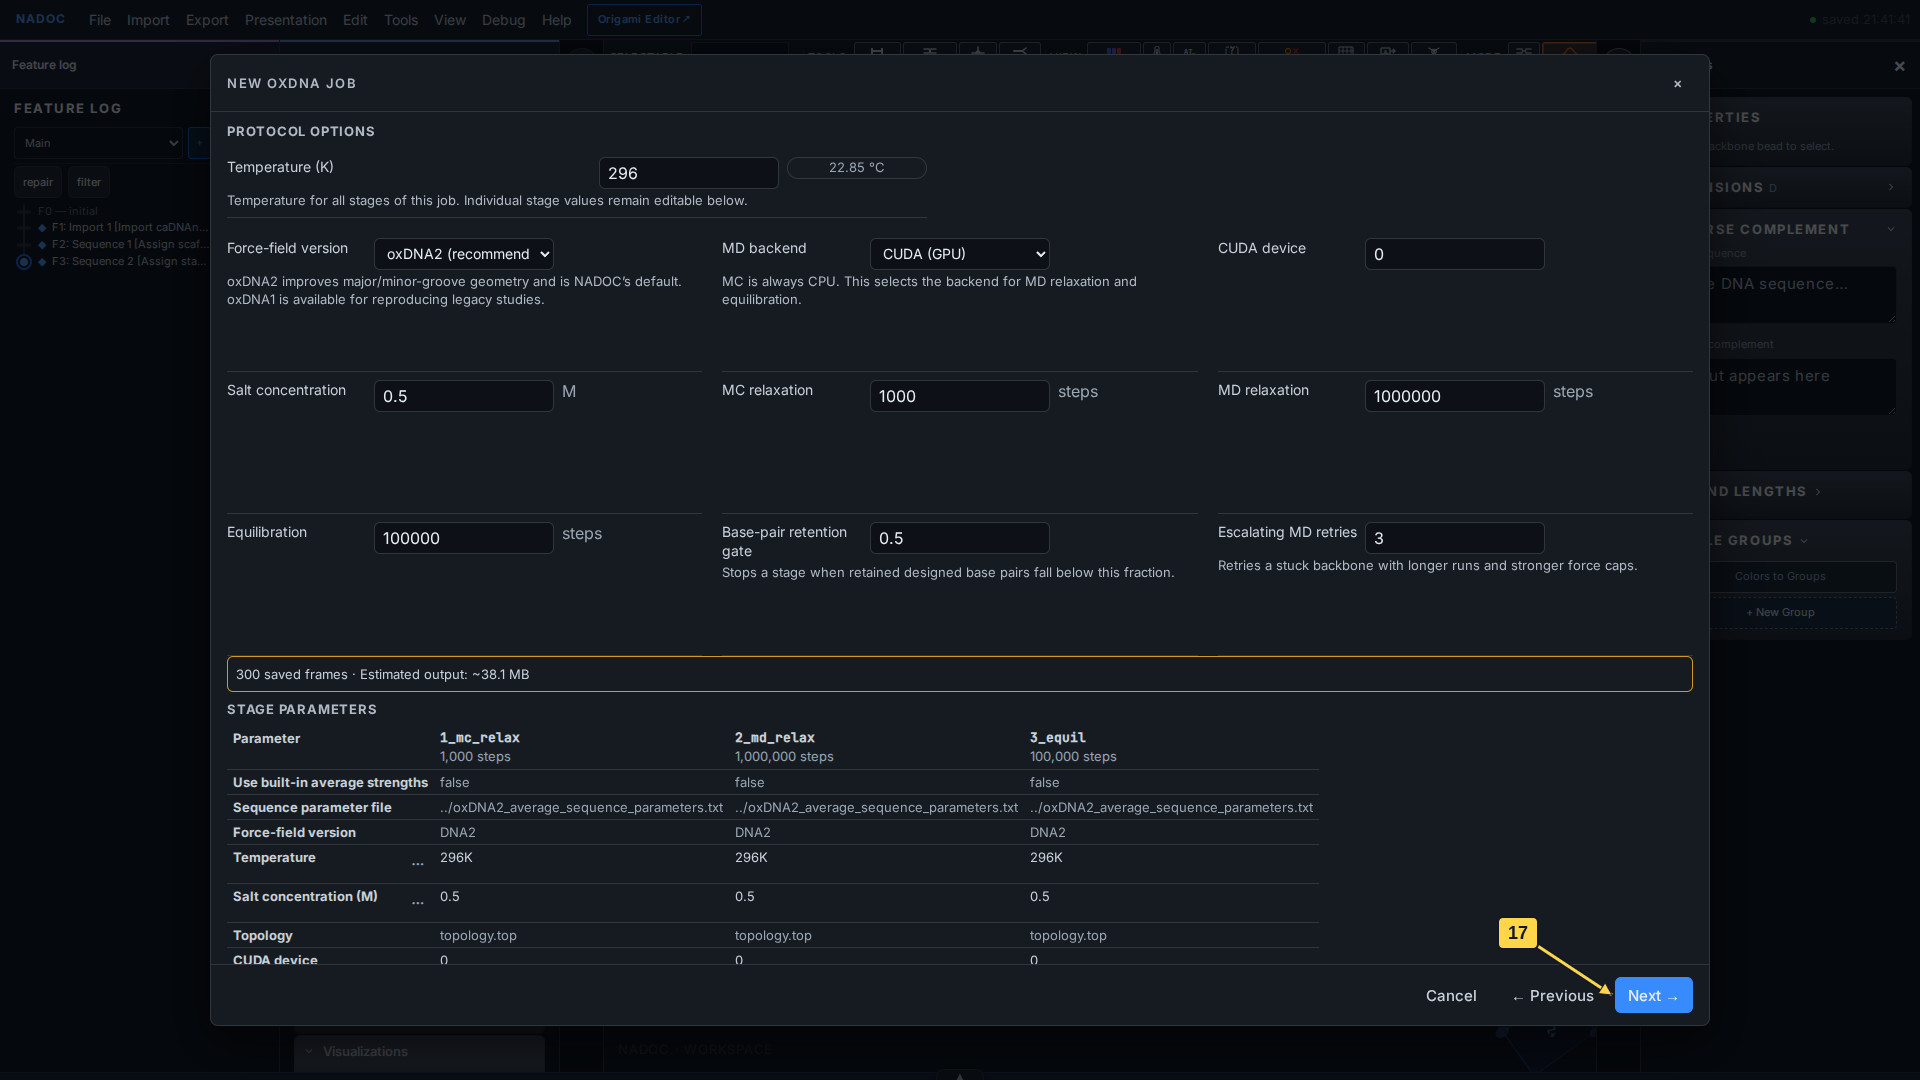 NADOC File Import Export Presentation Edit Tools View Debug Help Origami Editor↗ saved 21:41:41
Feature log
FEATURE LOG
Main
+
repair filter
F0 — initial
F1: Import 1 [Import caDNAn...
F2: Sequence 1 [Assign scaf...
F3: Sequence 2 [Assign sta...
NEW OXDNA JOB ×
PROTOCOL OPTIONS
Temperature (K) 296 22.85 °C
Temperature for all stages of this job. Individual stage values remain editable below.
Force-field version oxDNA2 (recommend MD backend CUDA (GPU) CUDA device 0
oxDNA2 improves major/minor-groove geometry and is NADOC's default.
oxDNA1 is available for reproducing legacy studies.
MC is always CPU. This selects the backend for MD relaxation and
equilibration.
Salt concentration 0.5 M MC relaxation 1000 steps MD relaxation 1000000 steps
Equilibration 100000 steps Base-pair retention gate 0.5 Escalating MD retries 3
Stops a stage when retained designed base pairs fall below this fraction.
Retries a stuck backbone with longer runs and stronger force caps.
300 saved frames · Estimated output: ~38.1 MB
STAGE PARAMETERS
Parameter 1_mc_relax 2_md_relax 3_equil
1,000 steps 1,000,000 steps 100,000 steps
Use built-in average strengths false false false
Sequence parameter file ../oxDNA2_average_sequence_parameters.txt ../oxDNA2_average_sequence_parameters.txt ../oxDNA2_average_sequence_parameters.txt
Force-field version DNA2 DNA2 DNA2
Temperature ... 296K 296K 296K
Salt concentration (M) ... 0.5 0.5 0.5
Topology topology.top topology.top topology.top
CUDA device 0 0 0
17
Cancel ← Previous Next →
ERTIES
ackbone bead to select.
ISIONS D
RSE COMPLEMENT
quence
e DNA sequence...
complement
ut appears here
ND LENGTHS
LE GROUPS
Colors to Groups
+ New Group
Visualizations
NADOC WORKSPACE